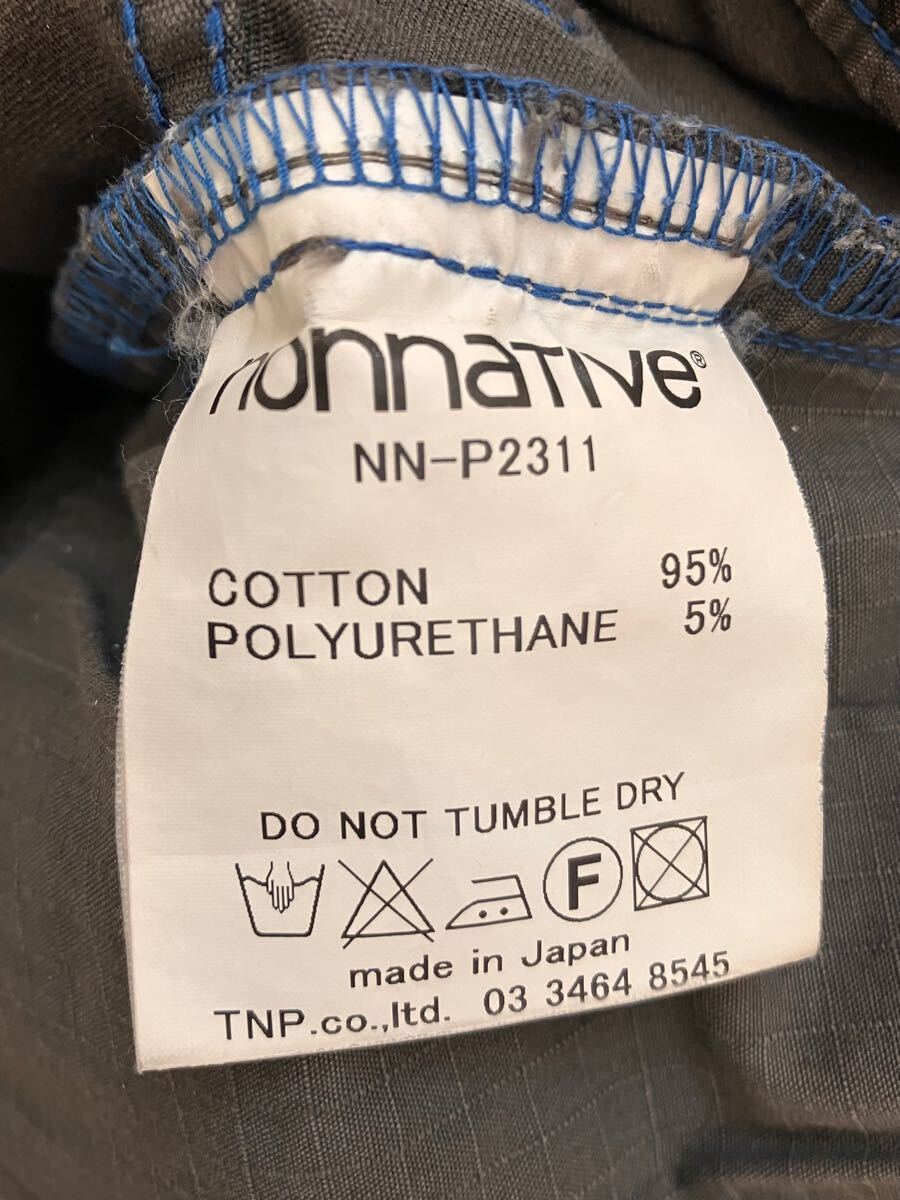 nonnative®
NN-P2311
COTTON 95%
POLYURETHANE 5%
DO NOT TUMBLE DRY
F
made in Japan
TNP.co.,ltd. 03 3464 8545